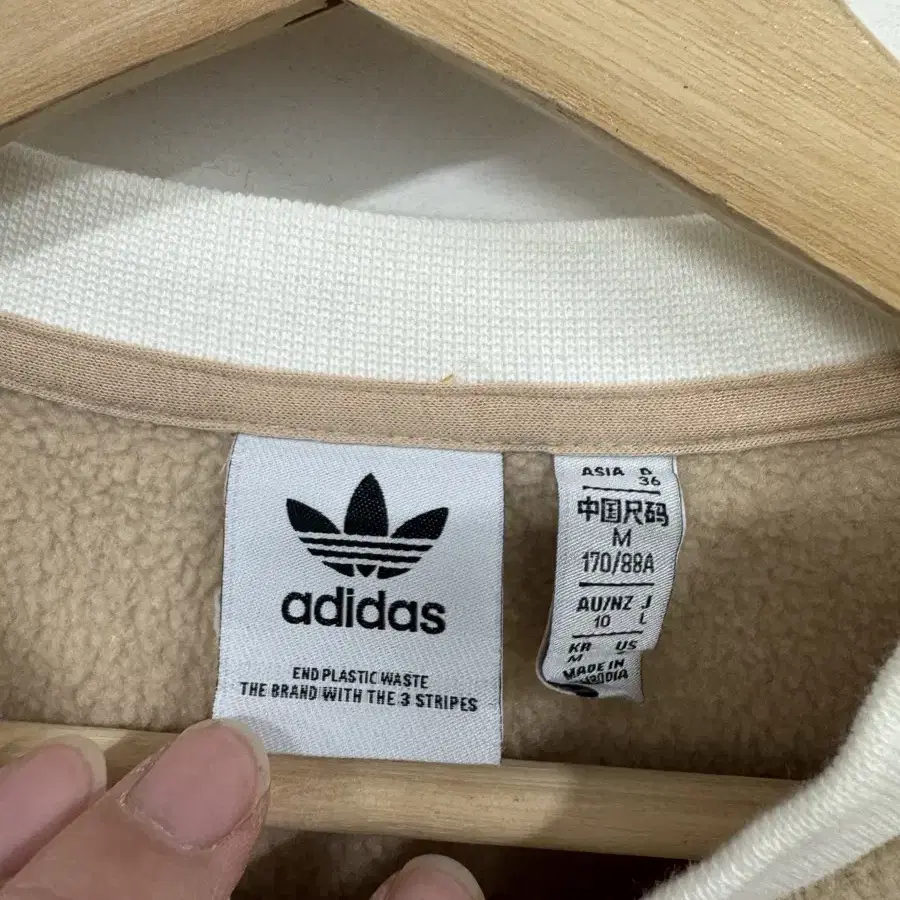 adidas
END PLASTIC WASTE
THE BRAND WITH THE 3 STRIPES
ASIA D
36
中国尺码
M
170/88A
AU/NZ J
10 L
KR US
M
MADE IN